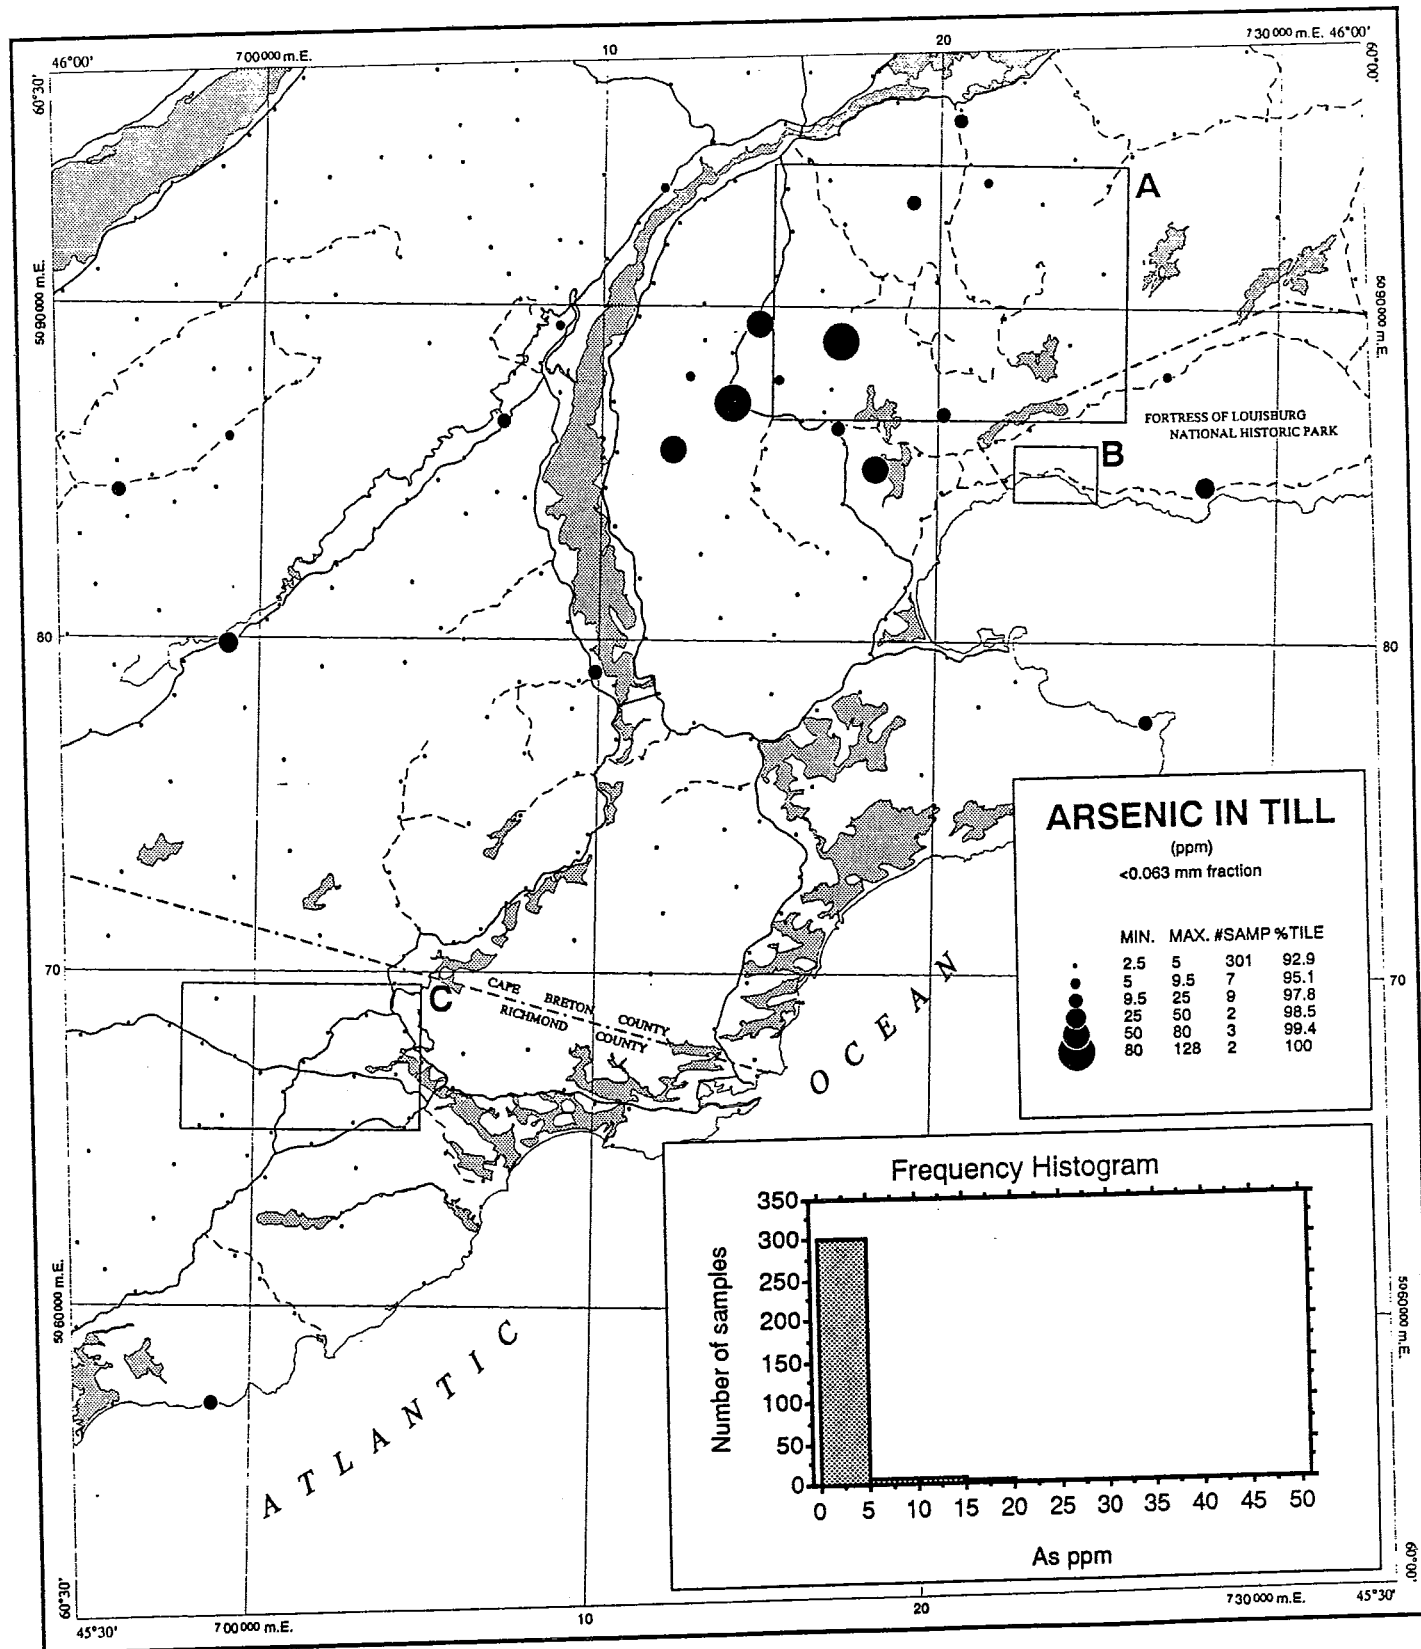 46°00'
700000 m.E.
10
20
730000 m.E. 46°00'
60°30'
60°00'
A
5090000 m.E.
5090000 m.E.
FORTRESS OF LOUISBURG
NATIONAL HISTORIC PARK
B
80
80
ARSENIC IN TILL
(ppm)
<0.063 mm fraction
MIN. MAX. #SAMP %TILE
2.5 5 301 92.9
5 9.5 7 95.1
9.5 25 9 97.8
25 50 2 98.5
50 80 3 99.4
80 128 2 100
70
70
C
CAPE BRETON COUNTY
RICHMOND COUNTY
ATLANTIC OCEAN
5060000 m.E.
5060000 m.E.
Frequency Histogram
Number of samples
350
300
250
200
150
100
50
0
0 5 10 15 20 25 30 35 40 45 50
As ppm
60°30'
60°00'
45°30'
700000 m.E.
10
20
730000 m.E.
45°30'